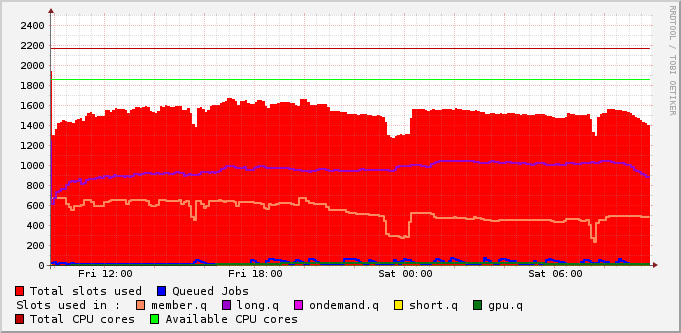 RRDTOOL / TOBI OETIKER
2400
2200
2000
1800
1600
1400
1200
1000
800
600
400
200
0
Fri 12:00 Fri 18:00 Sat 00:00 Sat 06:00
Total slots used Queued Jobs
Slots used in : member.q long.q ondemand.q short.q gpu.q
Total CPU cores Available CPU cores